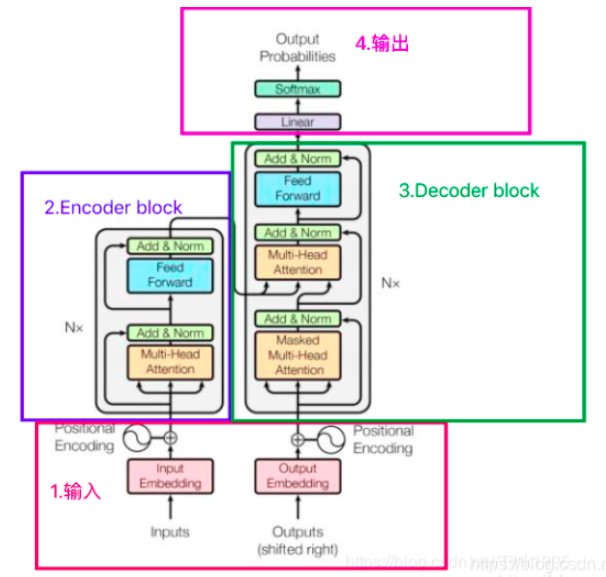 Output
Probabilities
4.输出
Softmax
Linear
Add & Norm
Feed
Forward
3.Decoder block
2.Encoder block
Add & Norm
Multi-Head
Attention
Add & Norm
Feed
Forward
Nx
Nx
Add & Norm
Masked
Multi-Head
Attention
Add & Norm
Multi-Head
Attention
Positional
Encoding
Positional
Encoding
1.输入
Input
Embedding
Output
Embedding
Inputs
Outputs
(shifted right)
https://blog.csdn.net